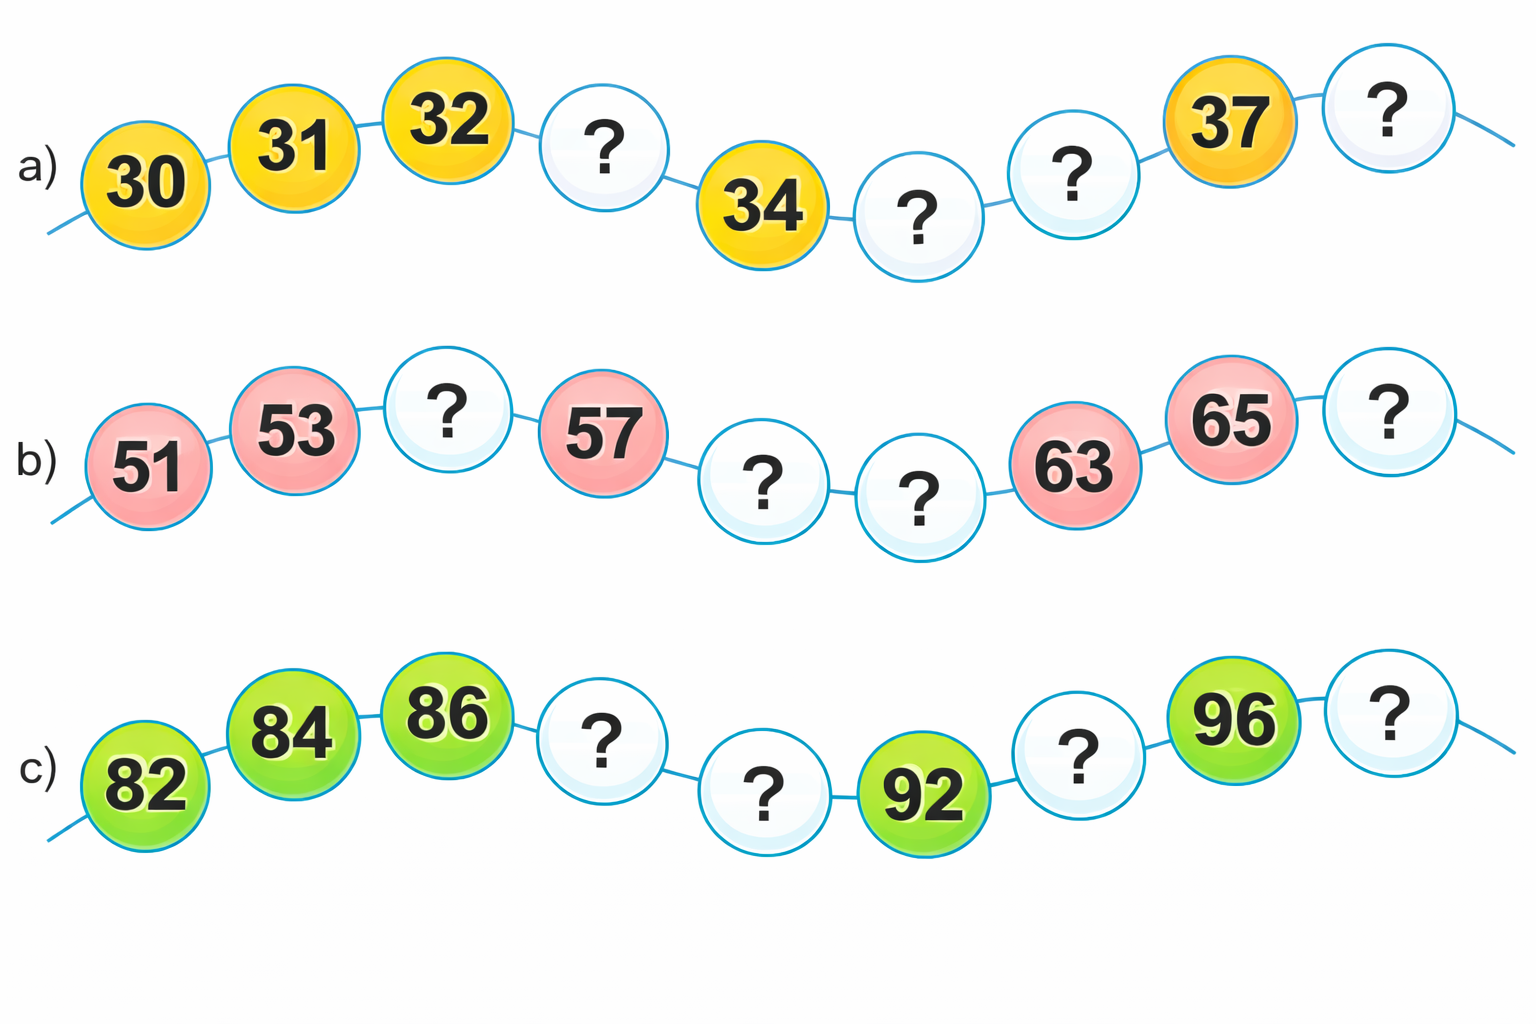 a) 30 31 32 ? 34 ? ? 37 ?
b) 51 53 ? 57 ? ? 63 65 ?
c) 82 84 86 ? ? 92 ? 96 ?